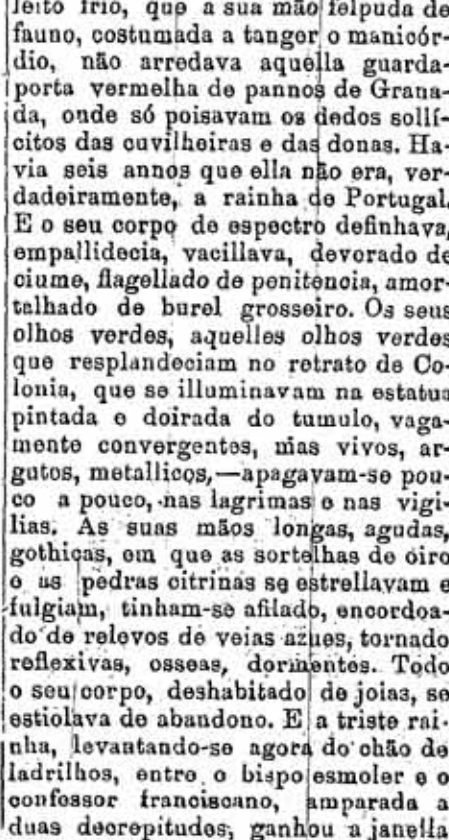 leito frio, que a sua mão felpuda de
fauno, costumada a tanger o manicór-
dio, não arredava aquella guarda-
porta vermelha de pannos de Grana-
da, onde só poisavam os dedos sollí-
citos das cuvilheiras e das donas. Ha-
via seis annos que ella não era, ver-
dadeiramente, a rainha de Portugal.
E o seu corpo de espectro definhava,
empallidecia, vacillava, devorado de
ciume, flagellado de penitencia, amor-
talhado de burel grosseiro. Os seus
olhos verdes, aquelles olhos verdes
que resplandeciam no retrato de Co-
lonia, que se illuminavam na estatua
pintada e doirada do tumulo, vaga-
mente convergentes, mas vivos, ar-
gutos, metallicos,—apagavam-se pou-
co a pouco, nas lagrimas e nas vigi-
lias. As suas mãos longas, agudas,
gothicas, em que as sortelhas de oiro
e as pedras citrinas se estrellavam e
fulgiam, tinham-se afilado, encordoa-
do de relevos de veias azues, tornado
reflexivas, osseas, dormentes. Todo
o seu corpo, deshabitado de joias, se
estiolava de abandono. E a triste rai-
nha, levantando-se agora do chão de
ladrilhos, entre o bispo esmoler e o
confessor franciscano, amparada a
duas decrepitudes, ganhou a janella